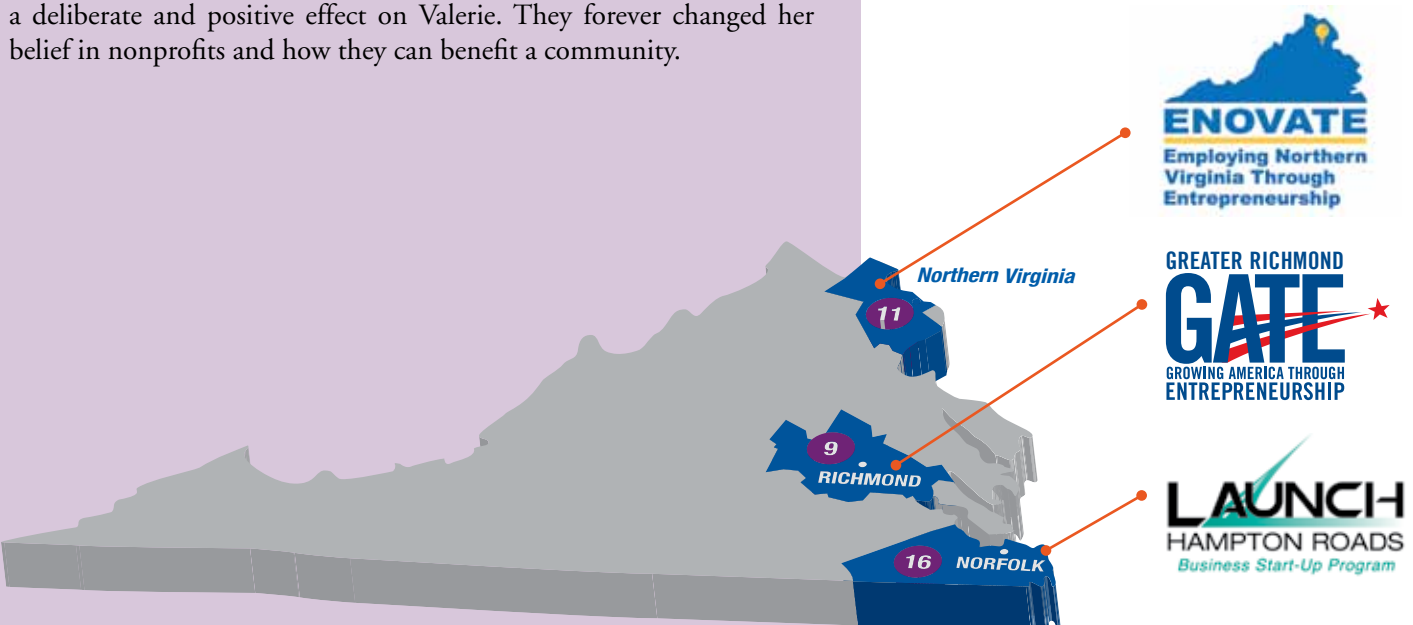 a deliberate and positive effect on Valerie. They forever changed her
belief in nonprofits and how they can benefit a community.
ENOVATE
Employing Northern
Virginia Through
Entrepreneurship
Northern Virginia
11
GREATER RICHMOND
GATE
GROWING AMERICA THROUGH
ENTREPRENEURSHIP
9
RICHMOND
LAUNCH
HAMPTON ROADS
Business Start-Up Program
16
NORFOLK